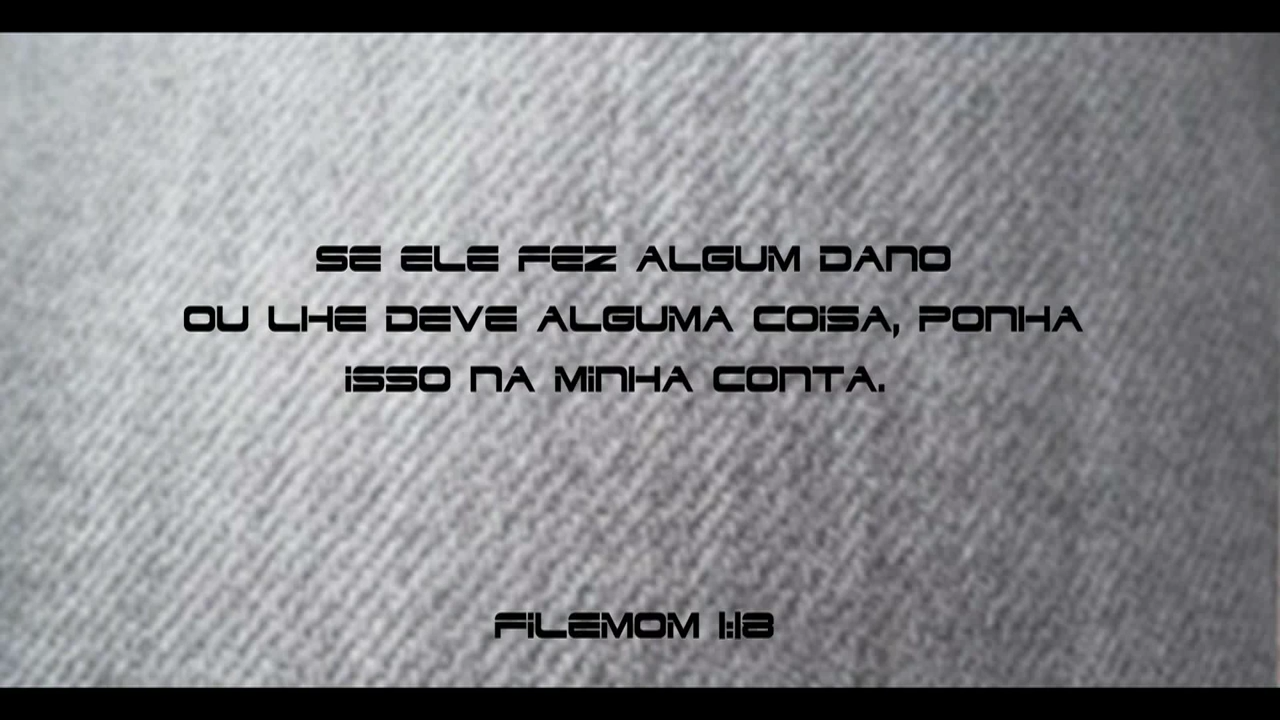 SE ELE FEZ ALGUM DANO
OU LHE DEVE ALGUMA COISA, PONHA
ISSO NA MINHA CONTA.
FILEMOM 1:18